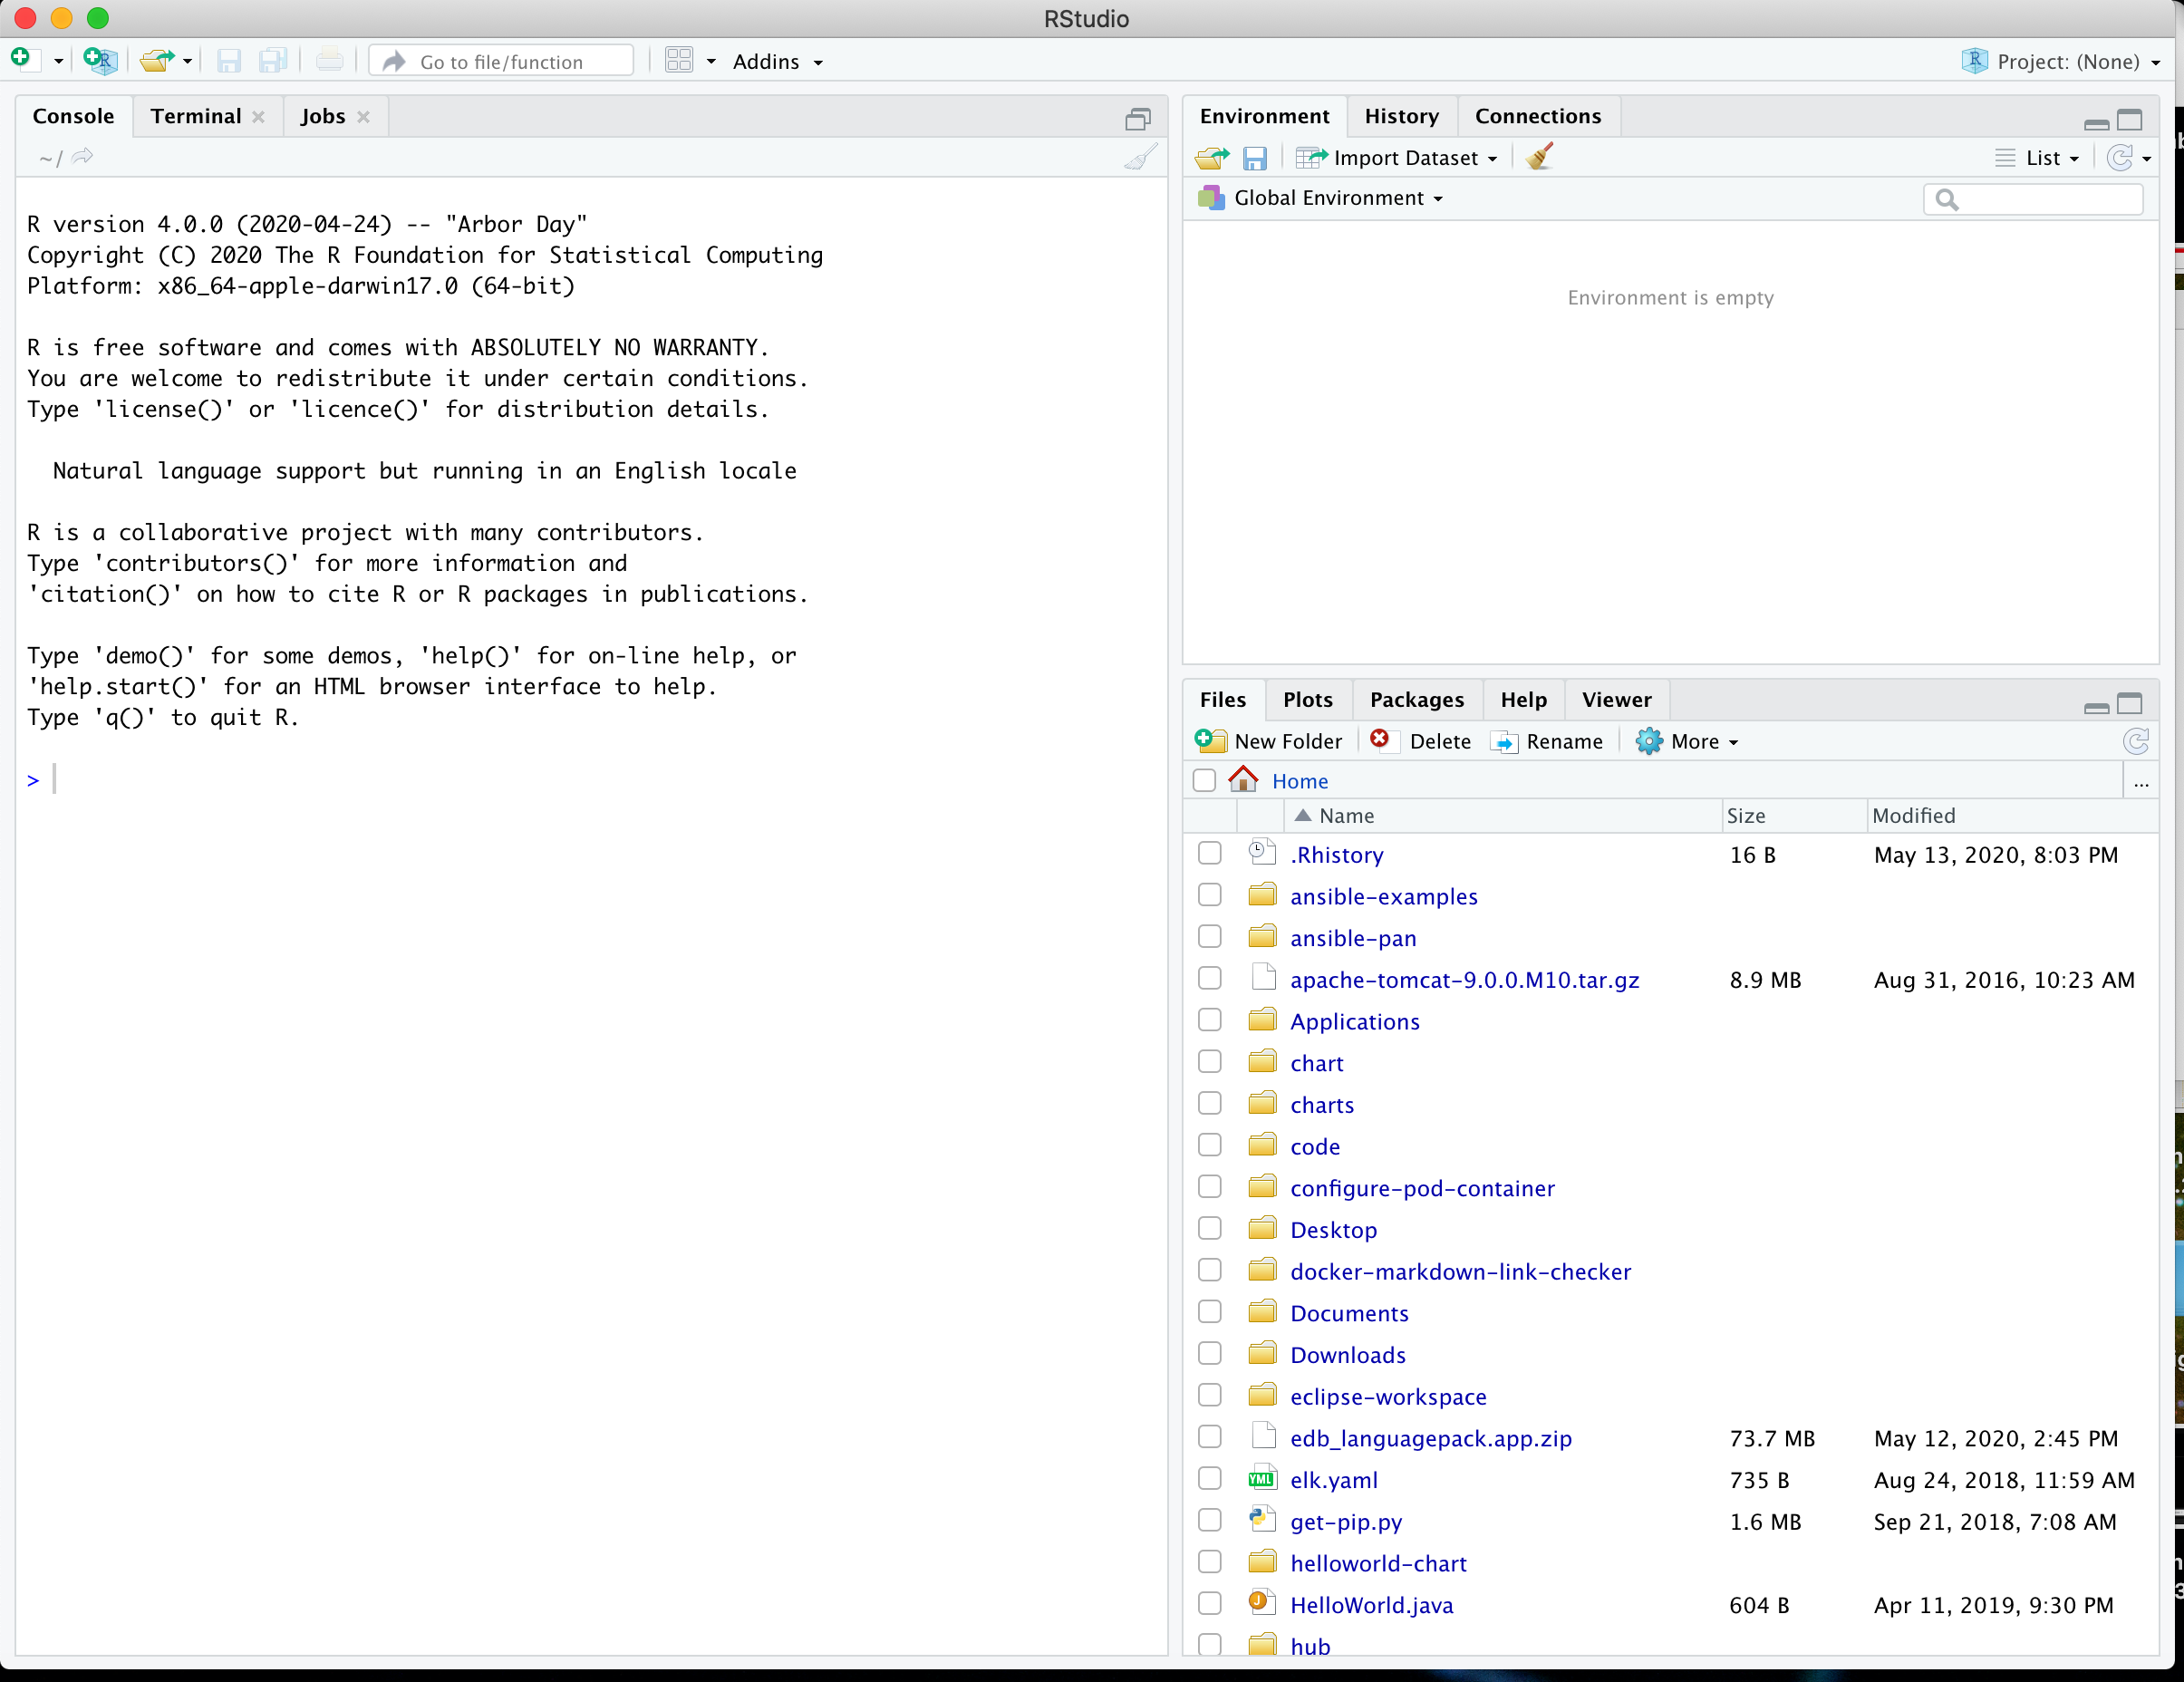 RStudio
Go to file/function
Addins
Project: (None)
Console Terminal Jobs
~/
R version 4.0.0 (2020-04-24) -- "Arbor Day"
Copyright (C) 2020 The R Foundation for Statistical Computing
Platform: x86_64-apple-darwin17.0 (64-bit)
R is free software and comes with ABSOLUTELY NO WARRANTY.
You are welcome to redistribute it under certain conditions.
Type 'license()' or 'licence()' for distribution details.
Natural language support but running in an English locale
R is a collaborative project with many contributors.
Type 'contributors()' for more information and
'citation()' on how to cite R or R packages in publications.
Type 'demo()' for some demos, 'help()' for on-line help, or
'help.start()' for an HTML browser interface to help.
Type 'q()' to quit R.
>
Environment History Connections
Import Dataset List
Global Environment
Environment is empty
Files Plots Packages Help Viewer
New Folder Delete Rename More
Home ...
Name Size Modified
.Rhistory 16 B May 13, 2020, 8:03 PM
ansible-examples
ansible-pan
apache-tomcat-9.0.0.M10.tar.gz 8.9 MB Aug 31, 2016, 10:23 AM
Applications
chart
charts
code
configure-pod-container
Desktop
docker-markdown-link-checker
Documents
Downloads
eclipse-workspace
edb_languagepack.app.zip 73.7 MB May 12, 2020, 2:45 PM
YML elk.yaml 735 B Aug 24, 2018, 11:59 AM
get-pip.py 1.6 MB Sep 21, 2018, 7:08 AM
helloworld-chart
HelloWorld.java 604 B Apr 11, 2019, 9:30 PM
hub